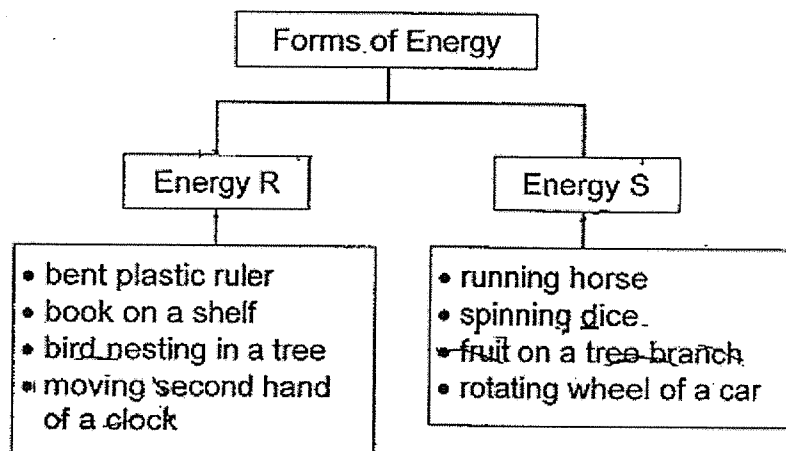 Forms of Energy
Energy R
Energy S
• bent plastic ruler
• book on a shelf
• bird nesting in a tree
• moving second hand
of a clock
• running horse
• spinning dice
• fruit on a tree branch
• rotating wheel of a car